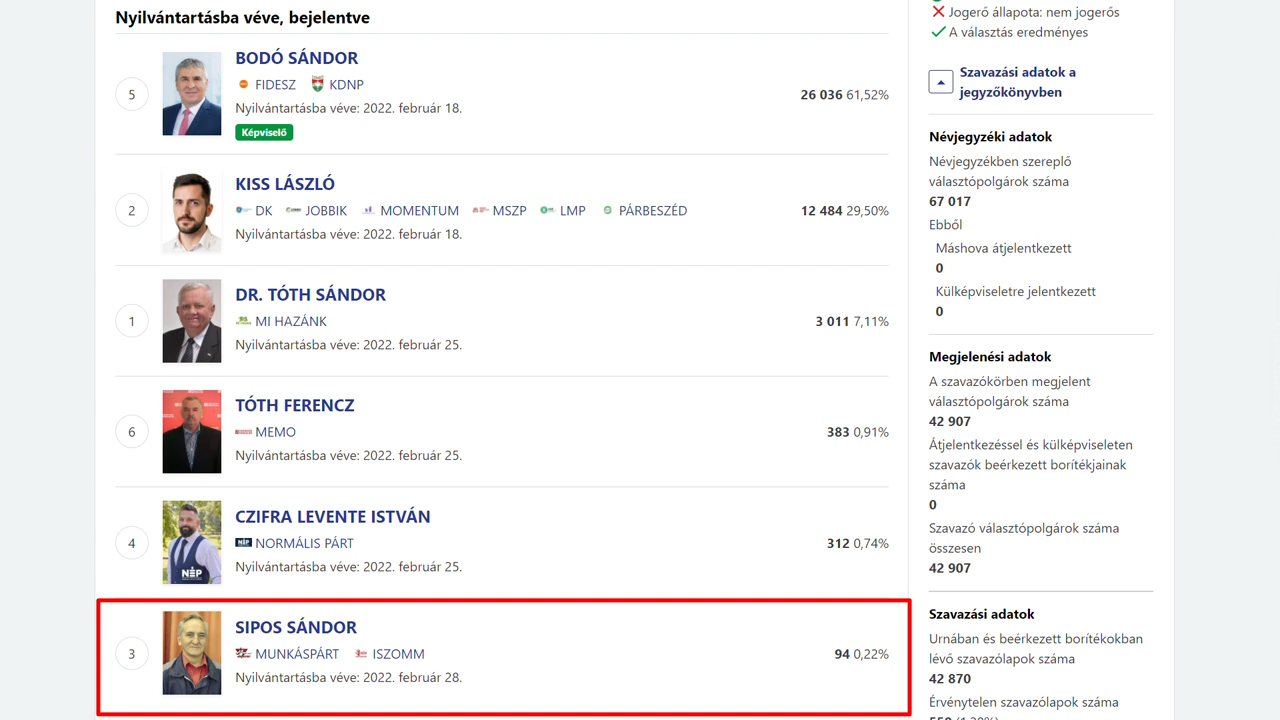 Nyilvántartásba véve, bejelentve
5
BODÓ SÁNDOR
FIDESZ KDNP
Nyilvántartásba véve: 2022. február 18.
Képviselő
26 036 61,52%
2
KISS LÁSZLÓ
DK JOBBIK MOMENTUM MSZP LMP PÁRBESZÉD
Nyilvántartásba véve: 2022. február 18.
12 484 29,50%
1
DR. TÓTH SÁNDOR
MI HAZÁNK
Nyilvántartásba véve: 2022. február 25.
3 011 7,11%
6
TÓTH FERENCZ
MEMO
Nyilvántartásba véve: 2022. február 25.
383 0,91%
4
NÉP
CZIFRA LEVENTE ISTVÁN
NÉP NORMÁLIS PÁRT
Nyilvántartásba véve: 2022. február 25.
312 0,74%
3
SIPOS SÁNDOR
MUNKÁSPÁRT ISZOMM
Nyilvántartásba véve: 2022. február 28.
94 0,22%
Jogerő állapota: nem jogerős
A választás eredményes
Szavazási adatok a
jegyzőkönyvben
Névjegyzéki adatok
Névjegyzékben szereplő
választópolgárok száma
67 017
Ebből
Máshova átjelentkezett
0
Külképviseletre jelentkezett
0
Megjelenési adatok
A szavazókörben megjelent
választópolgárok száma
42 907
Átjelentkezéssel és külképviseleten
szavazók beérkezett borítékjainak
száma
0
Szavazó választópolgárok száma
összesen
42 907
Szavazási adatok
Urnában és beérkezett borítékokban
lévő szavazólapok száma
42 870
Érvénytelen szavazólapok száma